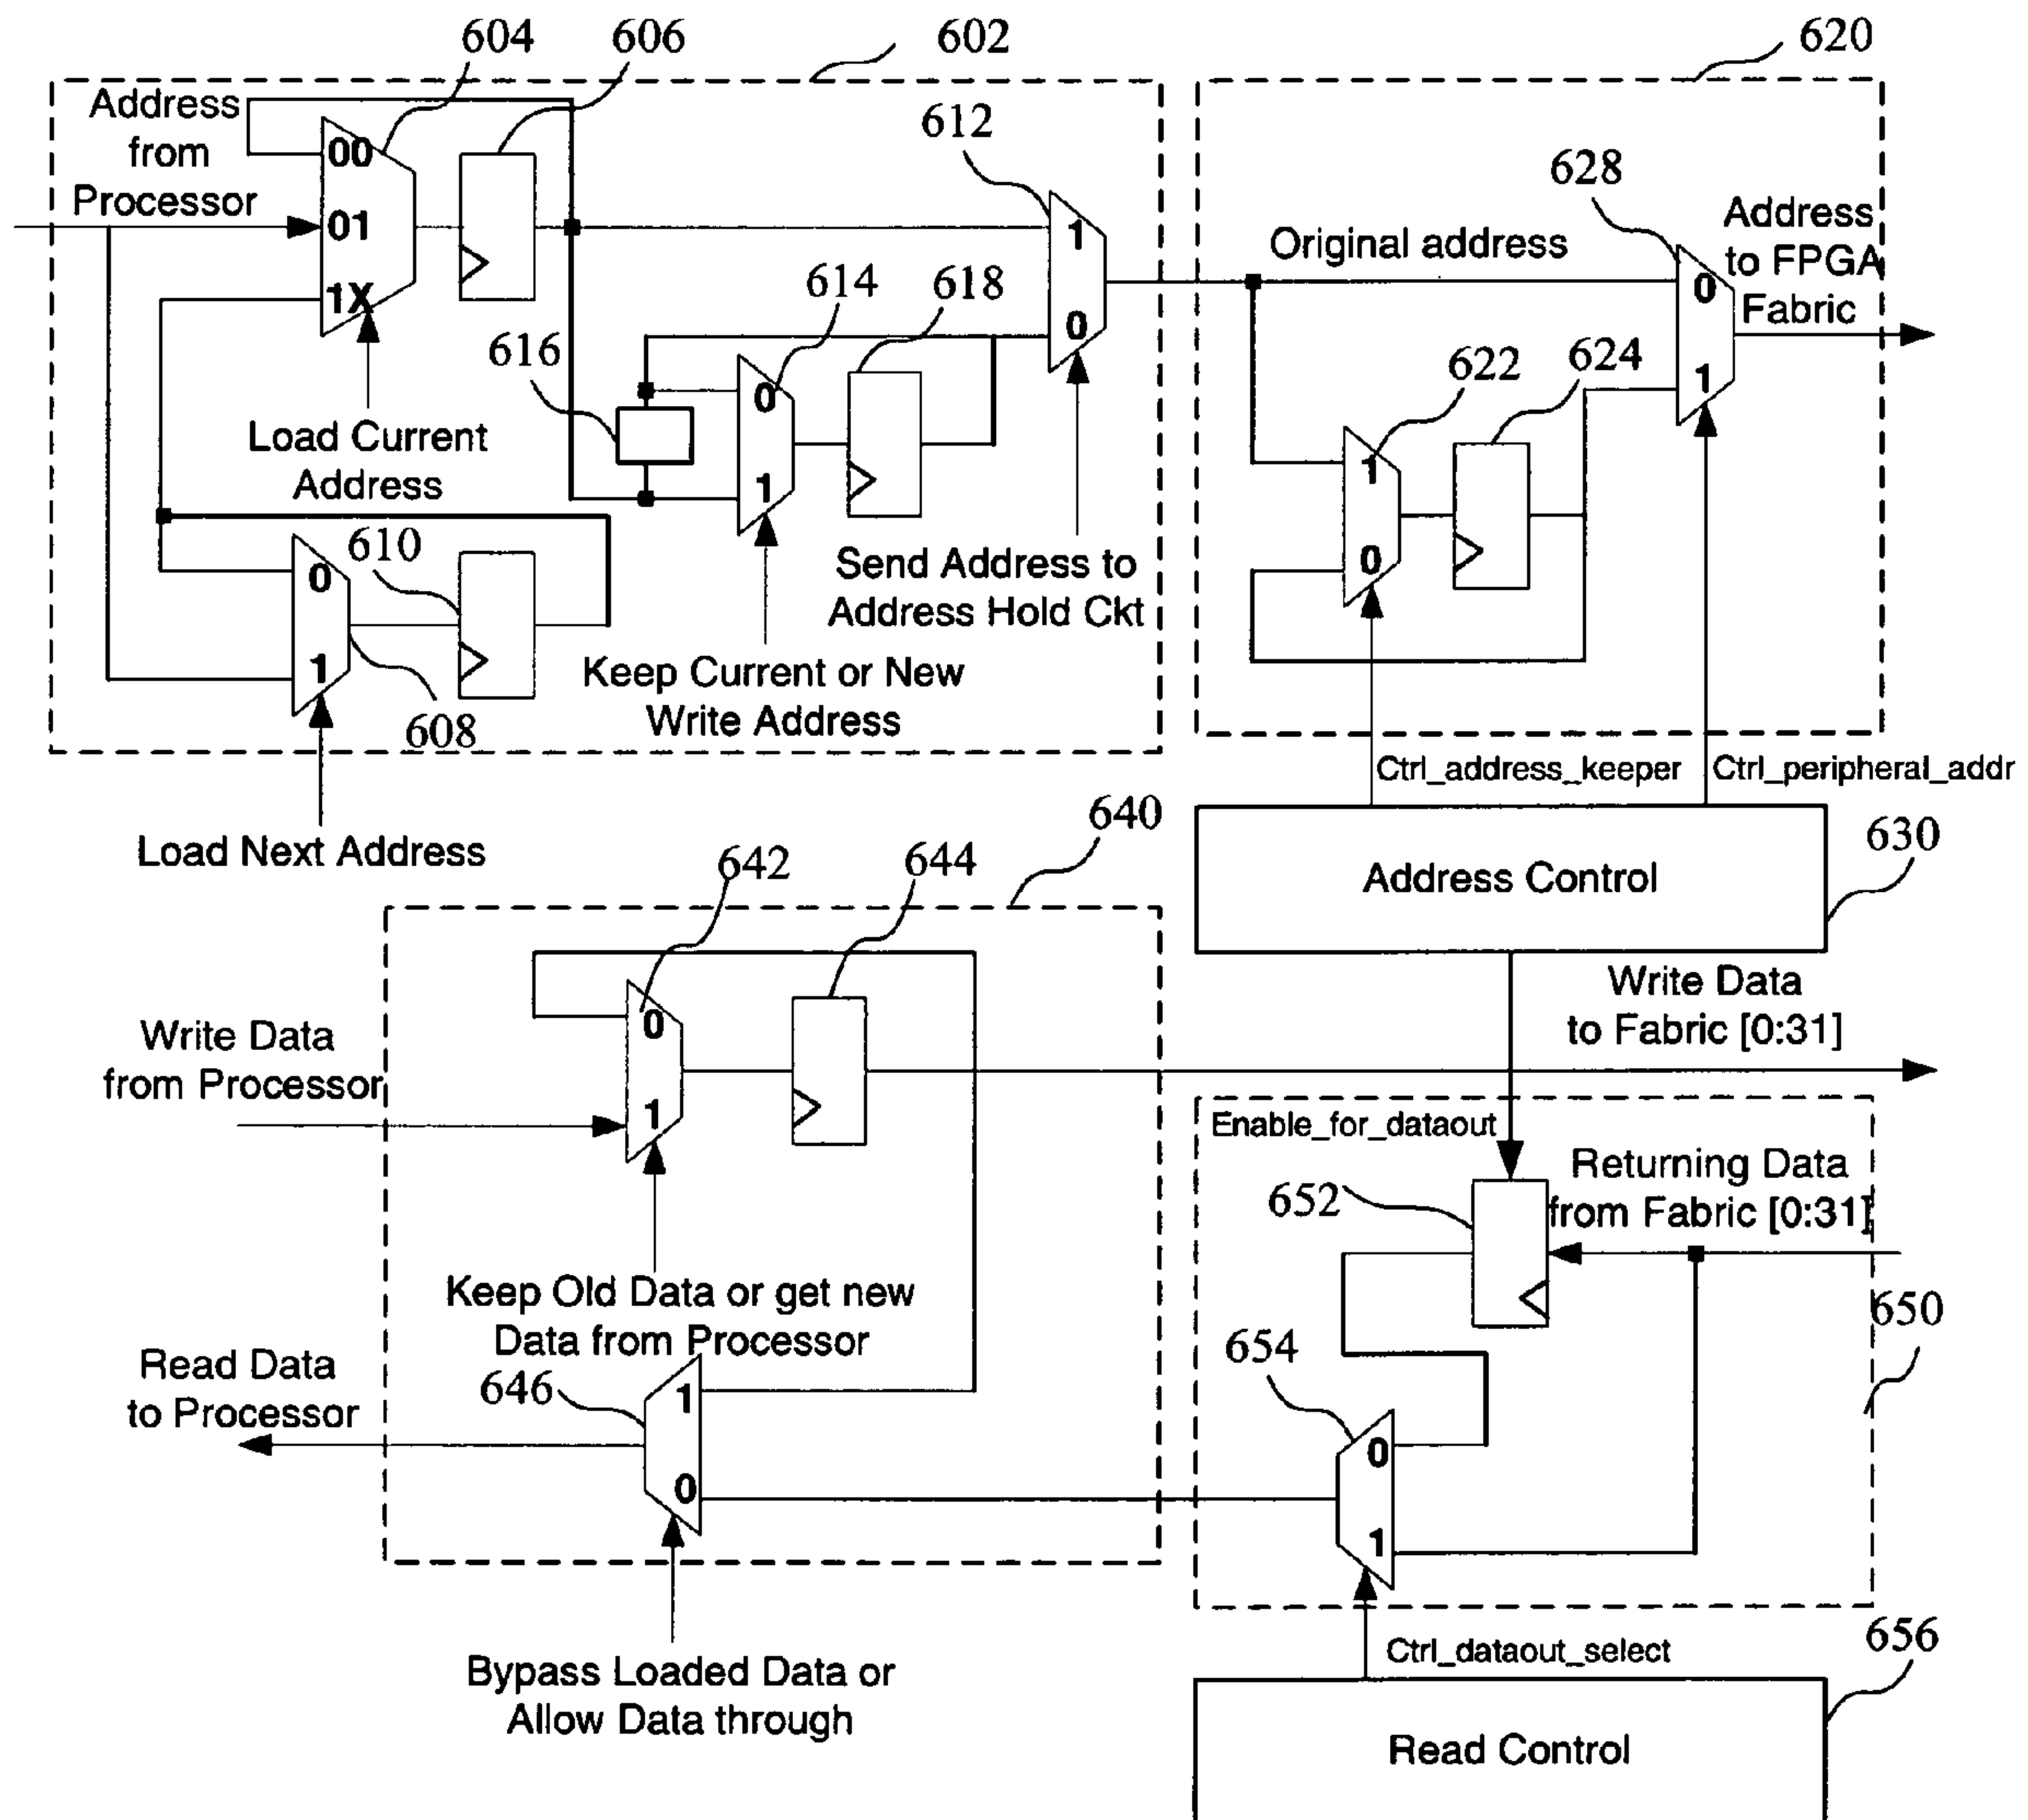 604
606
602
620
Address
from
Processor
00
01
1X
612
1
0
628
Original address
Address
to FPGA
Fabric
0
1
614
618
616
0
1
622
624
1
0
Load Current
Address
610
0
1
608
Send Address to
Address Hold Ckt
Keep Current or New
Write Address
Ctrl_address_keeper
Ctrl_peripheral_addr
Load Next Address
640
630
Address Control
642
644
Write Data
to Fabric [0:31]
0
1
Write Data
from Processor
Enable_for_dataout
Returning Data
from Fabric [0:31]
652
650
Keep Old Data or get new
Data from Processor
Read Data
to Processor
646
1
0
654
0
1
Bypass Loaded Data or
Allow Data through
Ctrl_dataout_select
656
Read Control